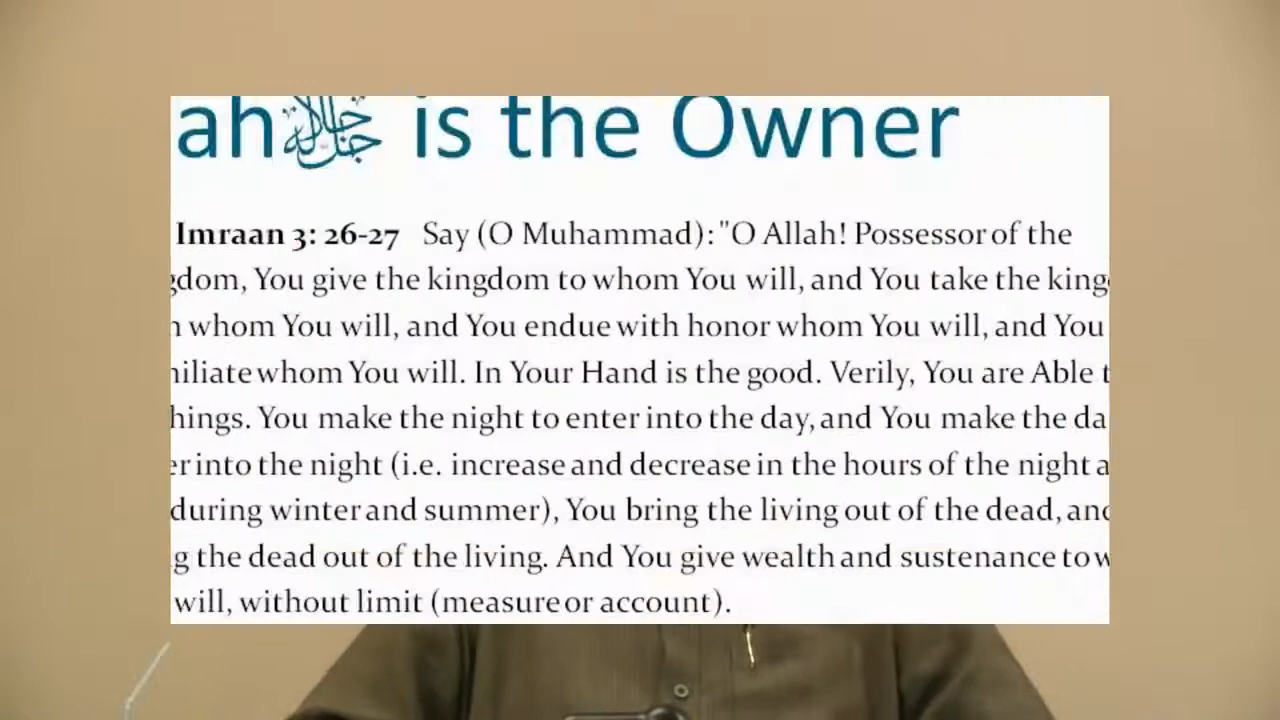 ah ﷻ is the Owner
Imraan 3: 26-27 Say (O Muhammad): "O Allah! Possessor of the
gdom, You give the kingdom to whom You will, and You take the king
whom You will, and You endue with honor whom You will, and You
niliate whom You will. In Your Hand is the good. Verily, You are Able t
hings. You make the night to enter into the day, and You make the da
er into the night (i.e. increase and decrease in the hours of the night a
during winter and summer), You bring the living out of the dead, and
g the dead out of the living. And You give wealth and sustenance to w
will, without limit (measure or account).